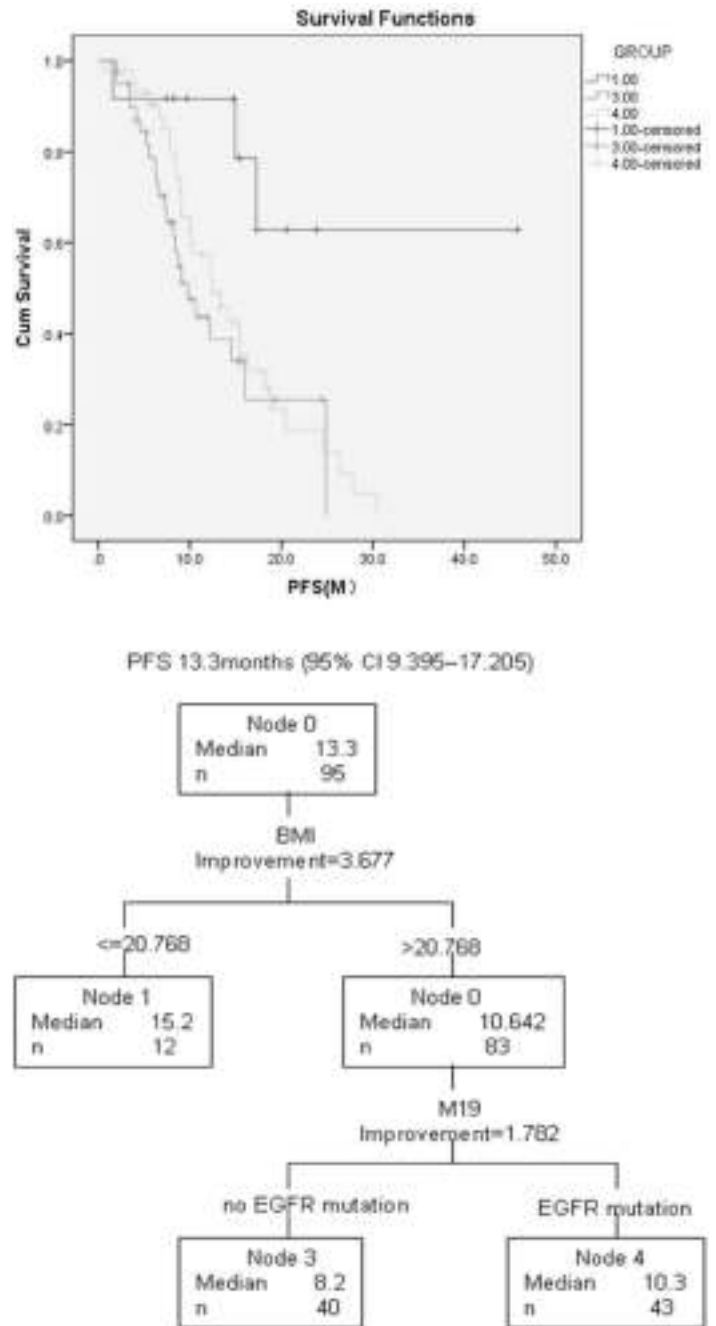 Survival Functions
GROUP
1.00
3.00
4.00
1.00-censored
3.00-censored
4.00-censored
1.0
0.8
0.6
0.4
0.2
0.0
Cum Survival
.0 10.0 20.0 30.0 40.0 50.0
PFS(M)
PFS 13.3months (95% CI 9.395–17.205)
Node 0
Median 13.3
n 95
BMI
Improvement=3.677
<=20.768 >20.768
Node 1 Node 0
Median 15.2 Median 10.642
n 12 n 83
M19
Improvement=1.782
no EGFR mutation EGFR mutation
Node 3 Node 4
Median 8.2 Median 10.3
n 40 n 43